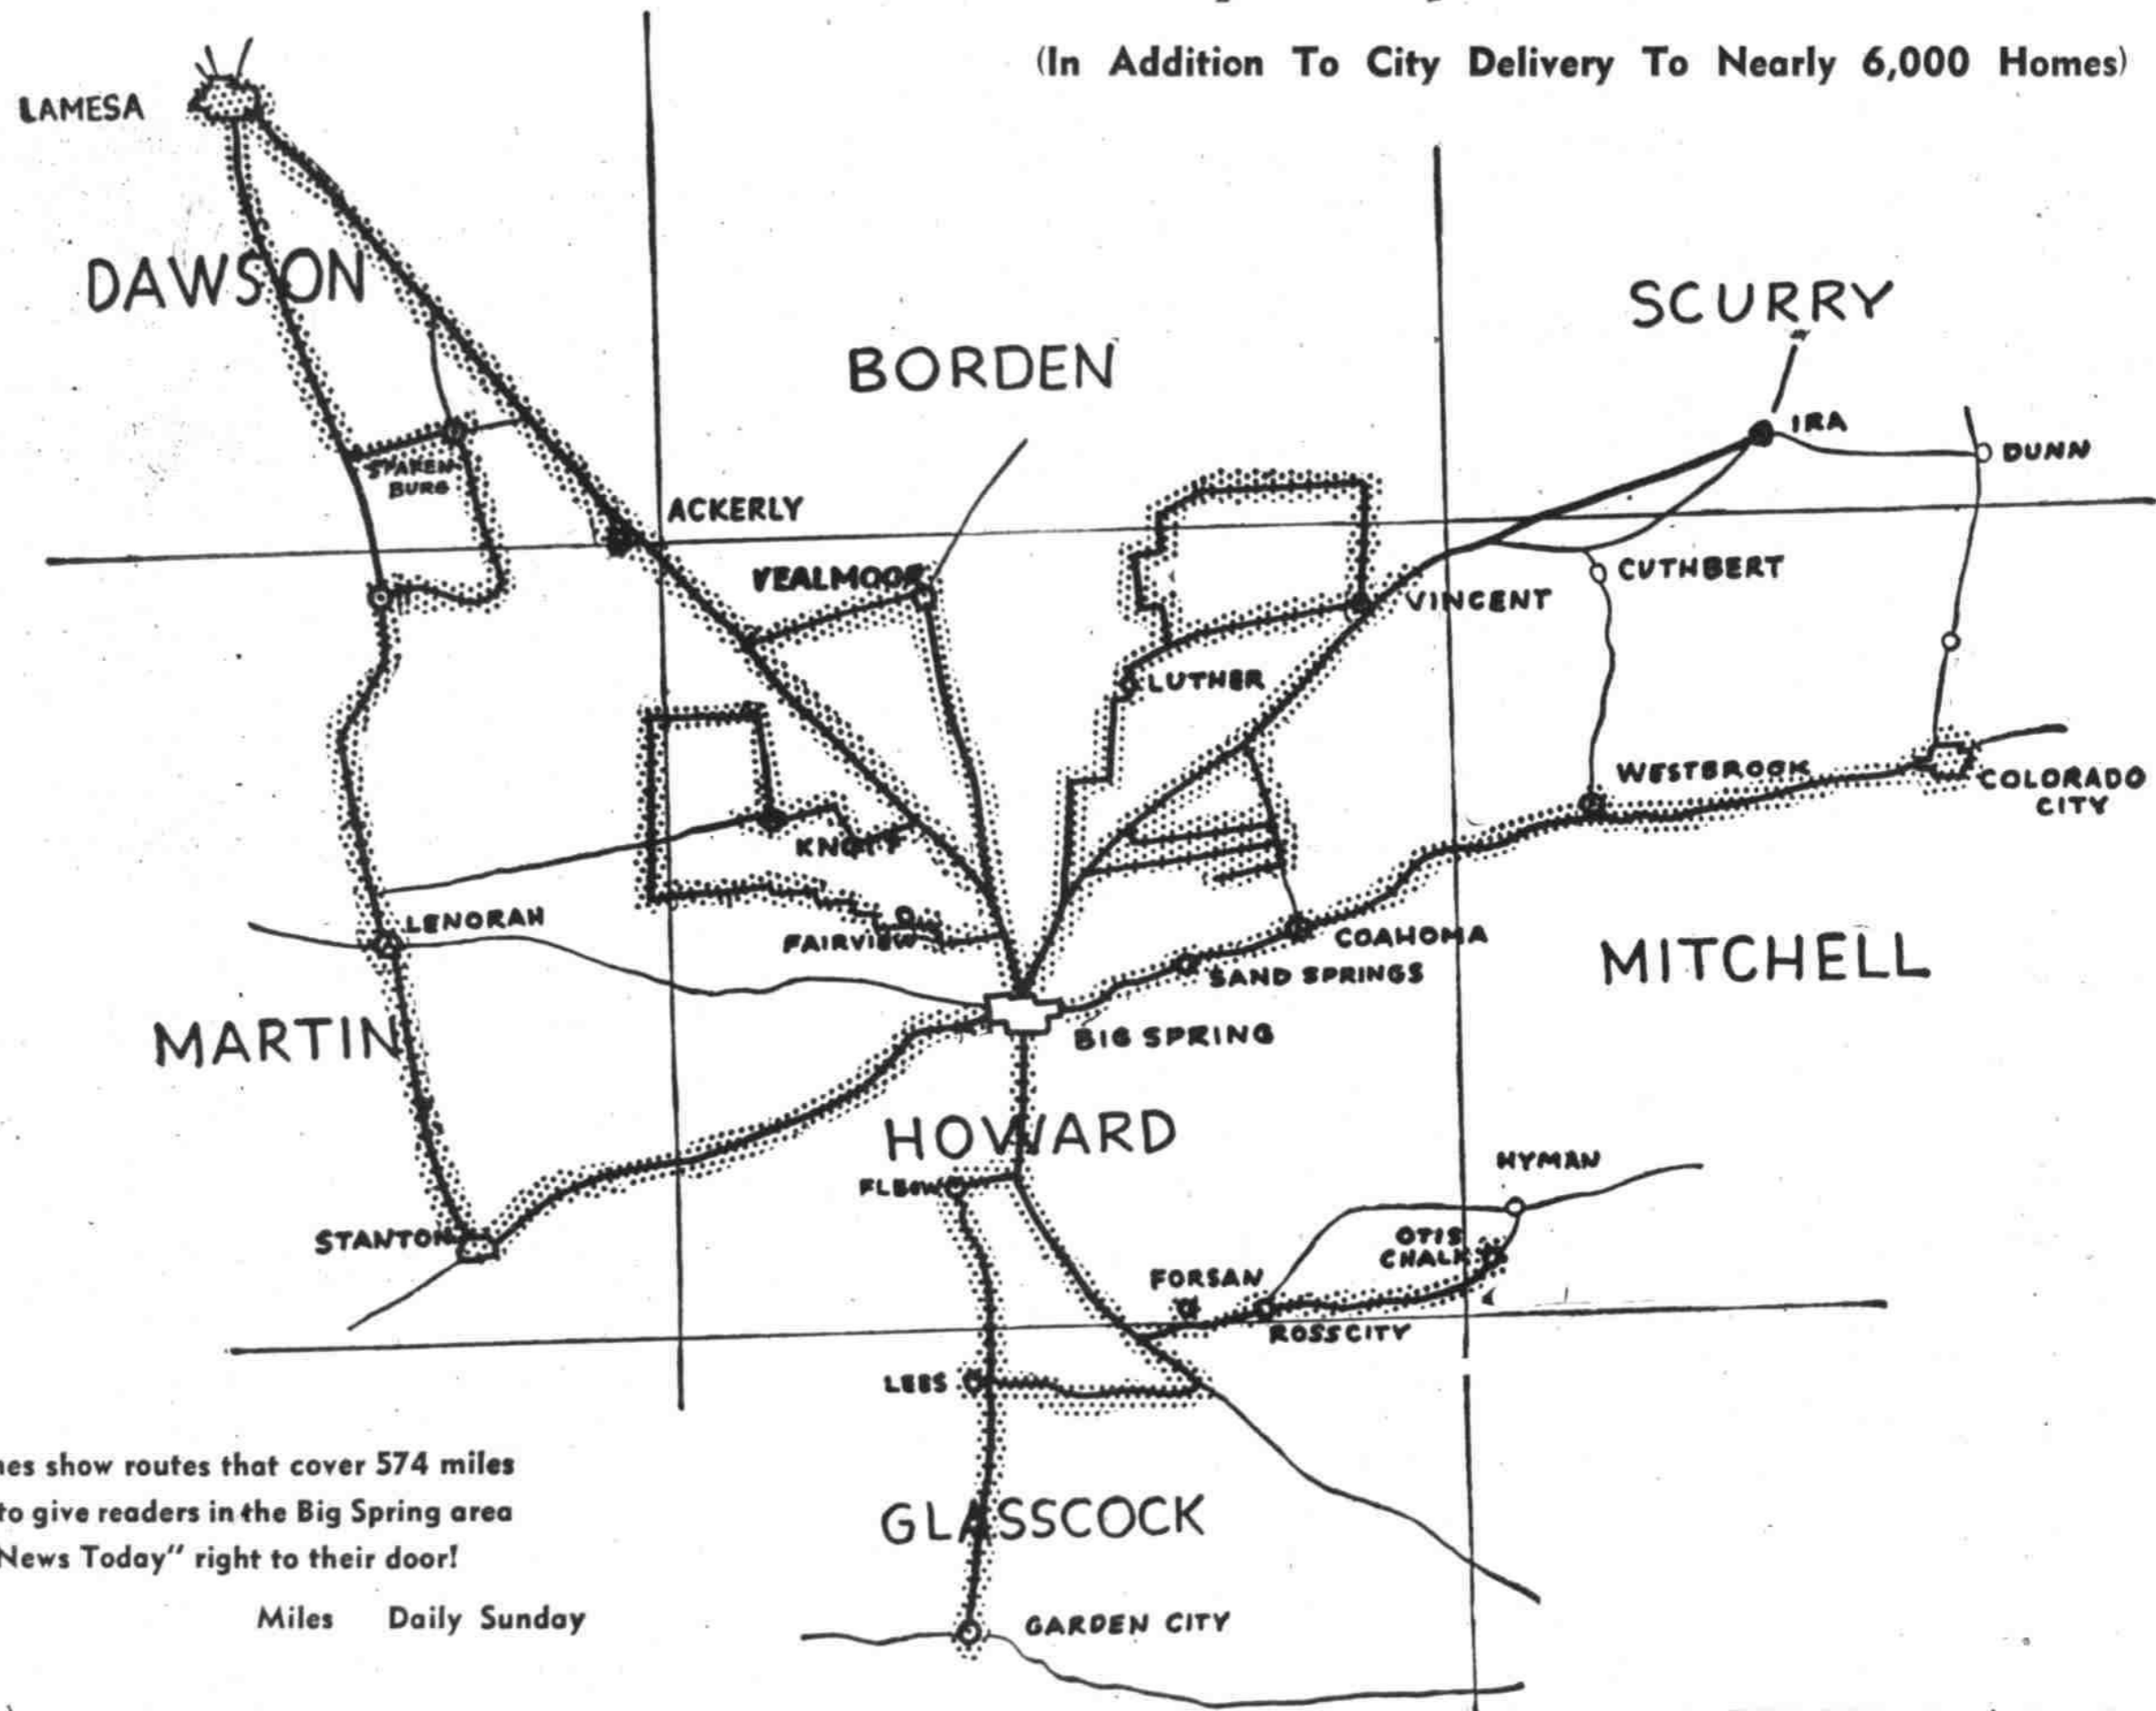 (In Addition To City Delivery To Nearly 6,000 Homes)
LAMESA
DAWSON
SCURRY
BORDEN
IRA
DUNN
SPAREN
BURG
ACKERLY
VEALMOOR
CUTHBERT
VINCENT
LUTHER
WESTBROOK
COLORADO
CITY
KNOTT
LENORAH
FAIRVIEW
COAHOMA
SAND SPRINGS
MITCHELL
MARTIN
BIG SPRING
HOWARD
HYMAN
ELBOW
OTIS
CHALK
STANTON
FORSAN
ROSS CITY
LEES
show routes that cover 574 miles
to give readers in the Big Spring area
News Today" right to their door!
GLASSCOCK
Miles Daily Sunday
GARDEN CITY